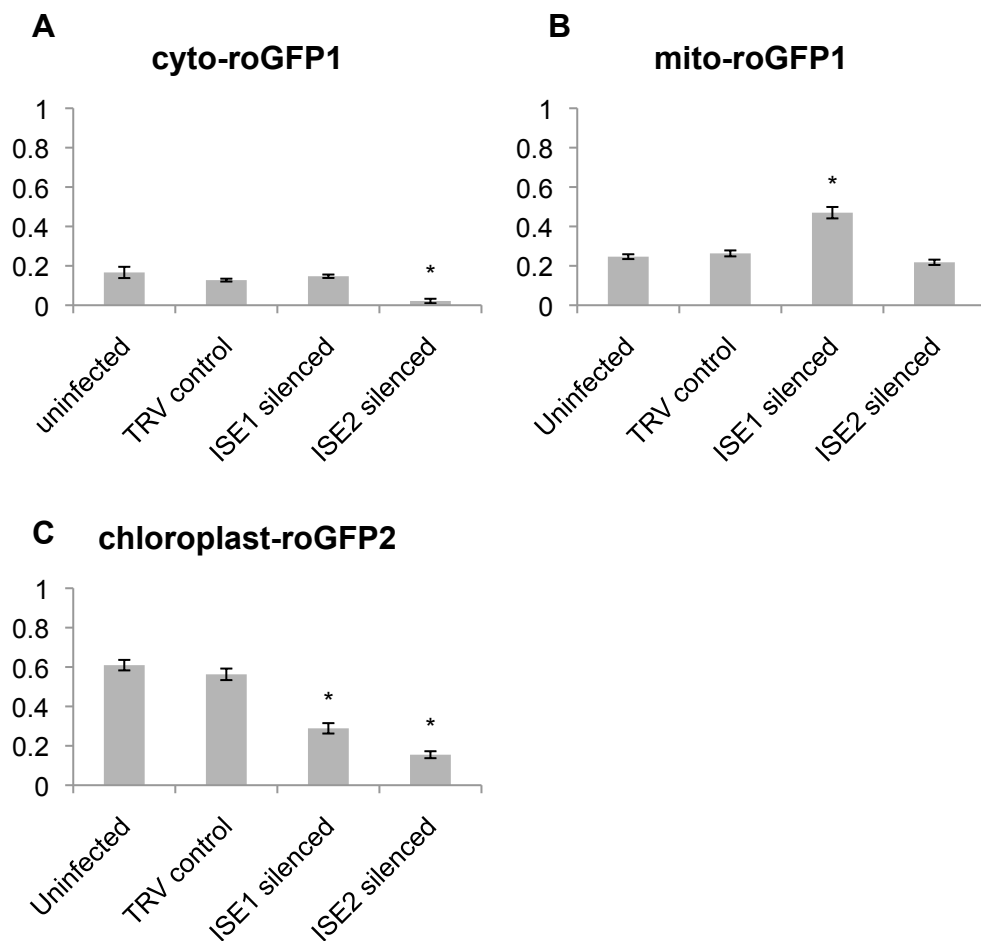 A
cyto-roGFP1
1
0.8
0.6
0.4
0.2
0
*
uninfected
TRV control
ISE1 silenced
ISE2 silenced
B
mito-roGFP1
1
0.8
0.6
0.4
0.2
0
*
Uninfected
TRV control
ISE1 silenced
ISE2 silenced
C
chloroplast-roGFP2
1
0.8
0.6
0.4
0.2
0
*
*
Uninfected
TRV control
ISE1 silenced
ISE2 silenced